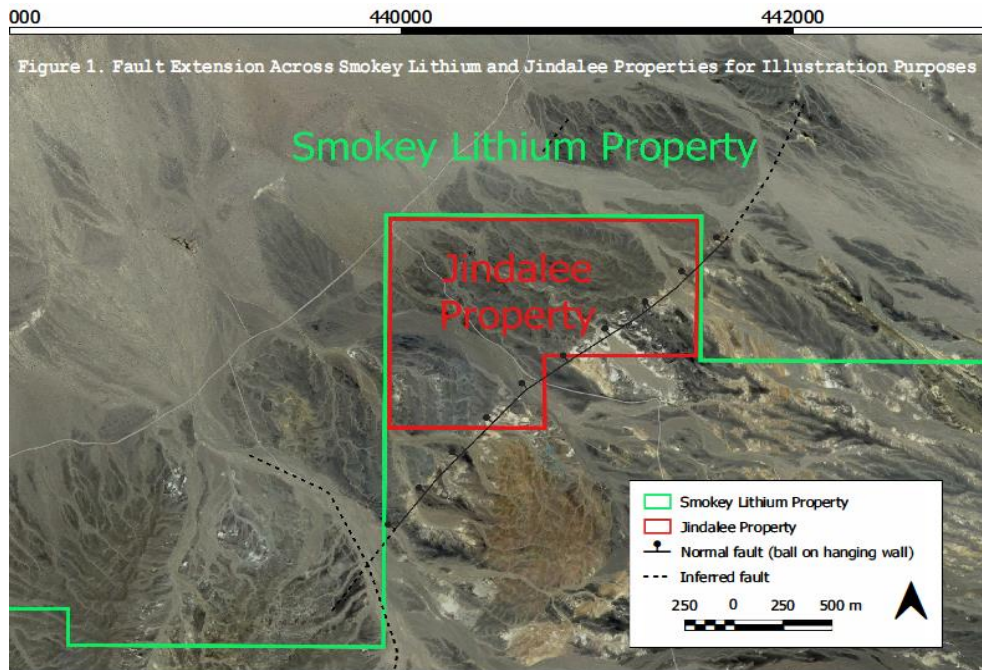 000
440000
442000
Figure 1. Fault Extension Across Smokey Lithium and Jindalee Properties for Illustration Purposes
Smokey Lithium Property
Jindalee
Property
Smokey Lithium Property
Jindalee Property
Normal fault (ball on hanging wall)
Inferred fault
250 0 250 500 m